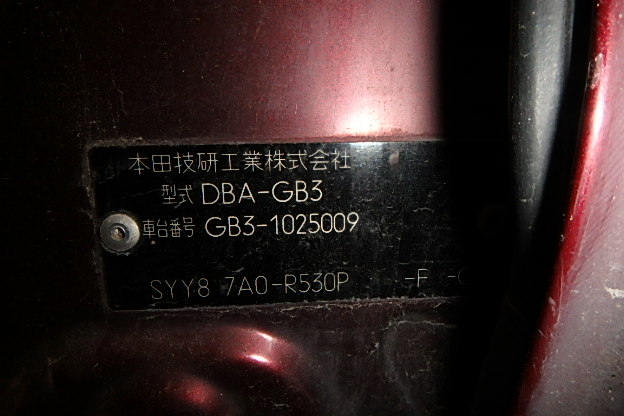 本田技研工業株式会社
型式 DBA-GB3
車台番号 GB3-1025009
SYY8 7A0-R530P -F -